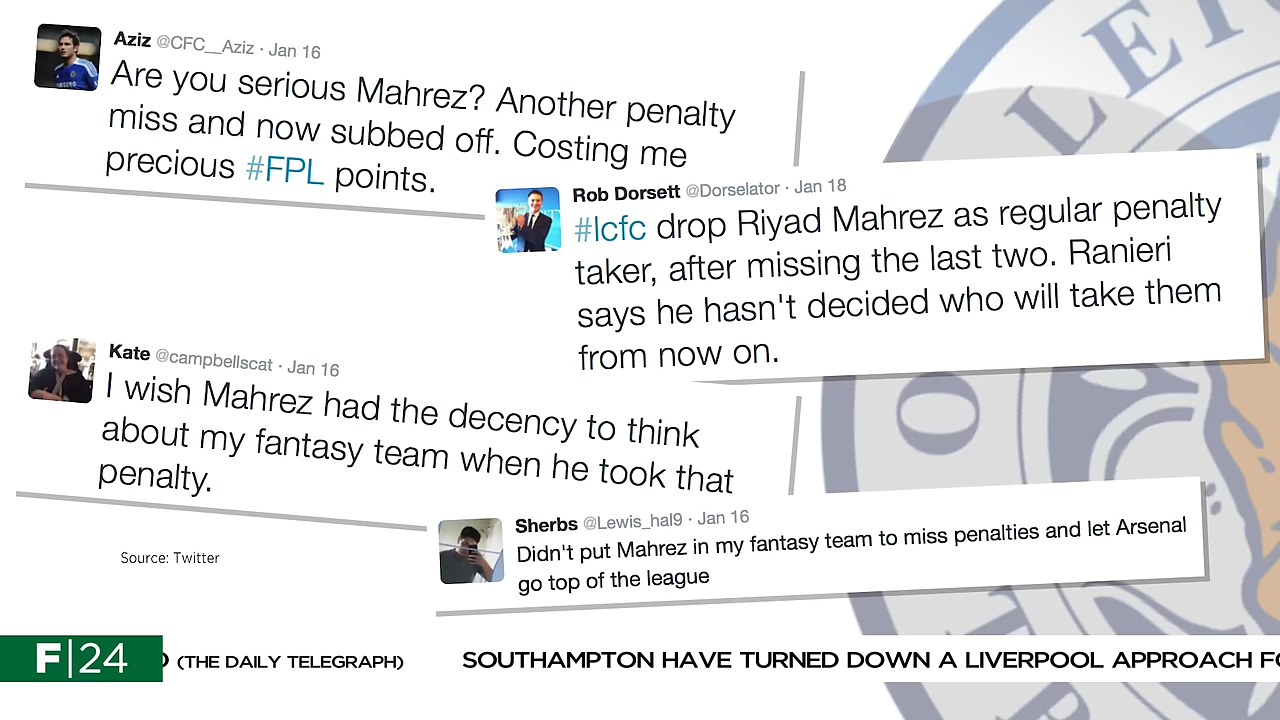 Aziz @CFC__Aziz · Jan 16
Are you serious Mahrez? Another penalty
miss and now subbed off. Costing me
precious #FPL points.
Rob Dorsett @Dorselator · Jan 18
#lcfc drop Riyad Mahrez as regular penalty
taker, after missing the last two. Ranieri
says he hasn't decided who will take them
from now on.
Kate @campbellscat · Jan 16
I wish Mahrez had the decency to think
about my fantasy team when he took that
penalty.
Sherbs @Lewis_hal9 · Jan 16
Didn't put Mahrez in my fantasy team to miss penalties and let Arsenal
go top of the league
Source: Twitter
LEI
F|24
(THE DAILY TELEGRAPH) SOUTHAMPTON HAVE TURNED DOWN A LIVERPOOL APPROACH